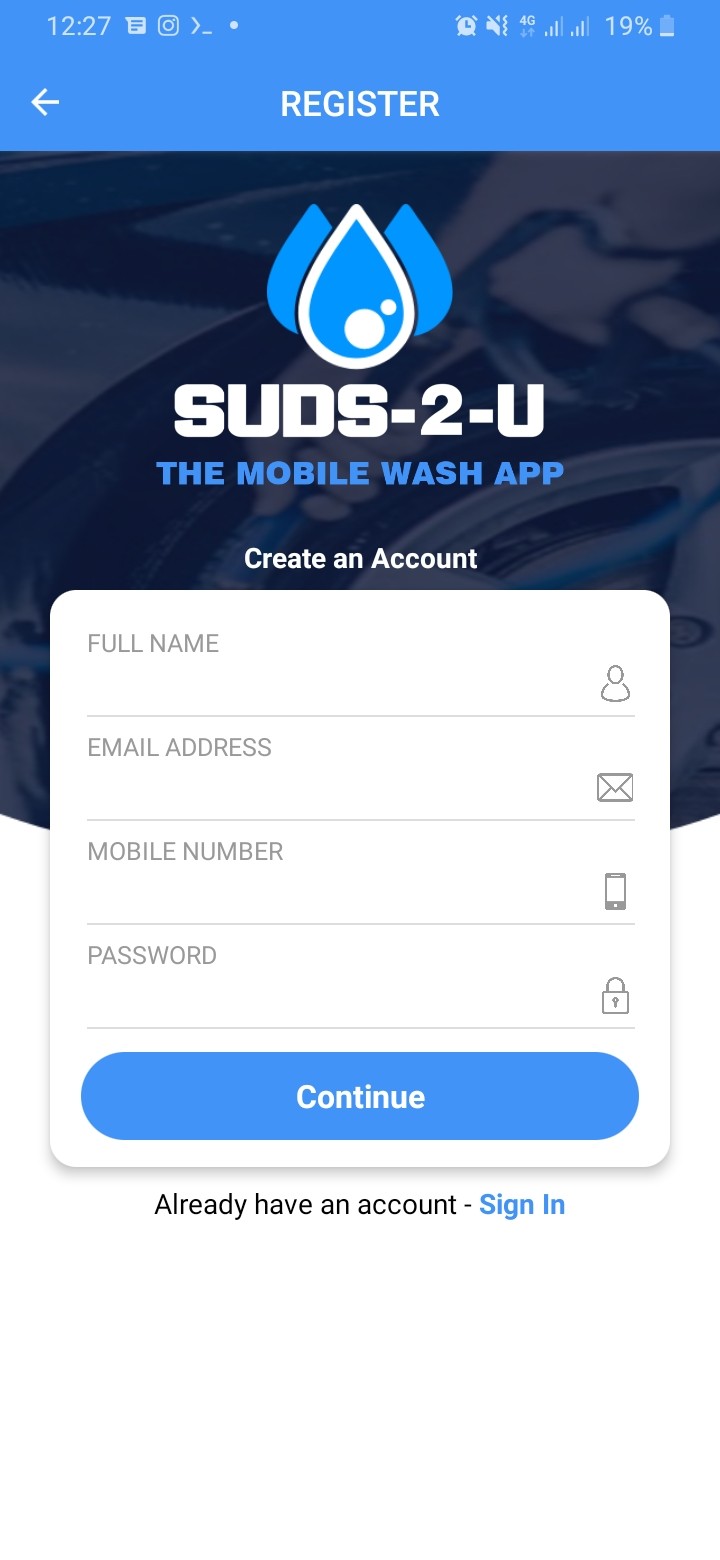 12:27 4G 19%
REGISTER
SUDS-2-U
THE MOBILE WASH APP
Create an Account
FULL NAME
EMAIL ADDRESS
MOBILE NUMBER
PASSWORD
Continue
Already have an account - Sign In